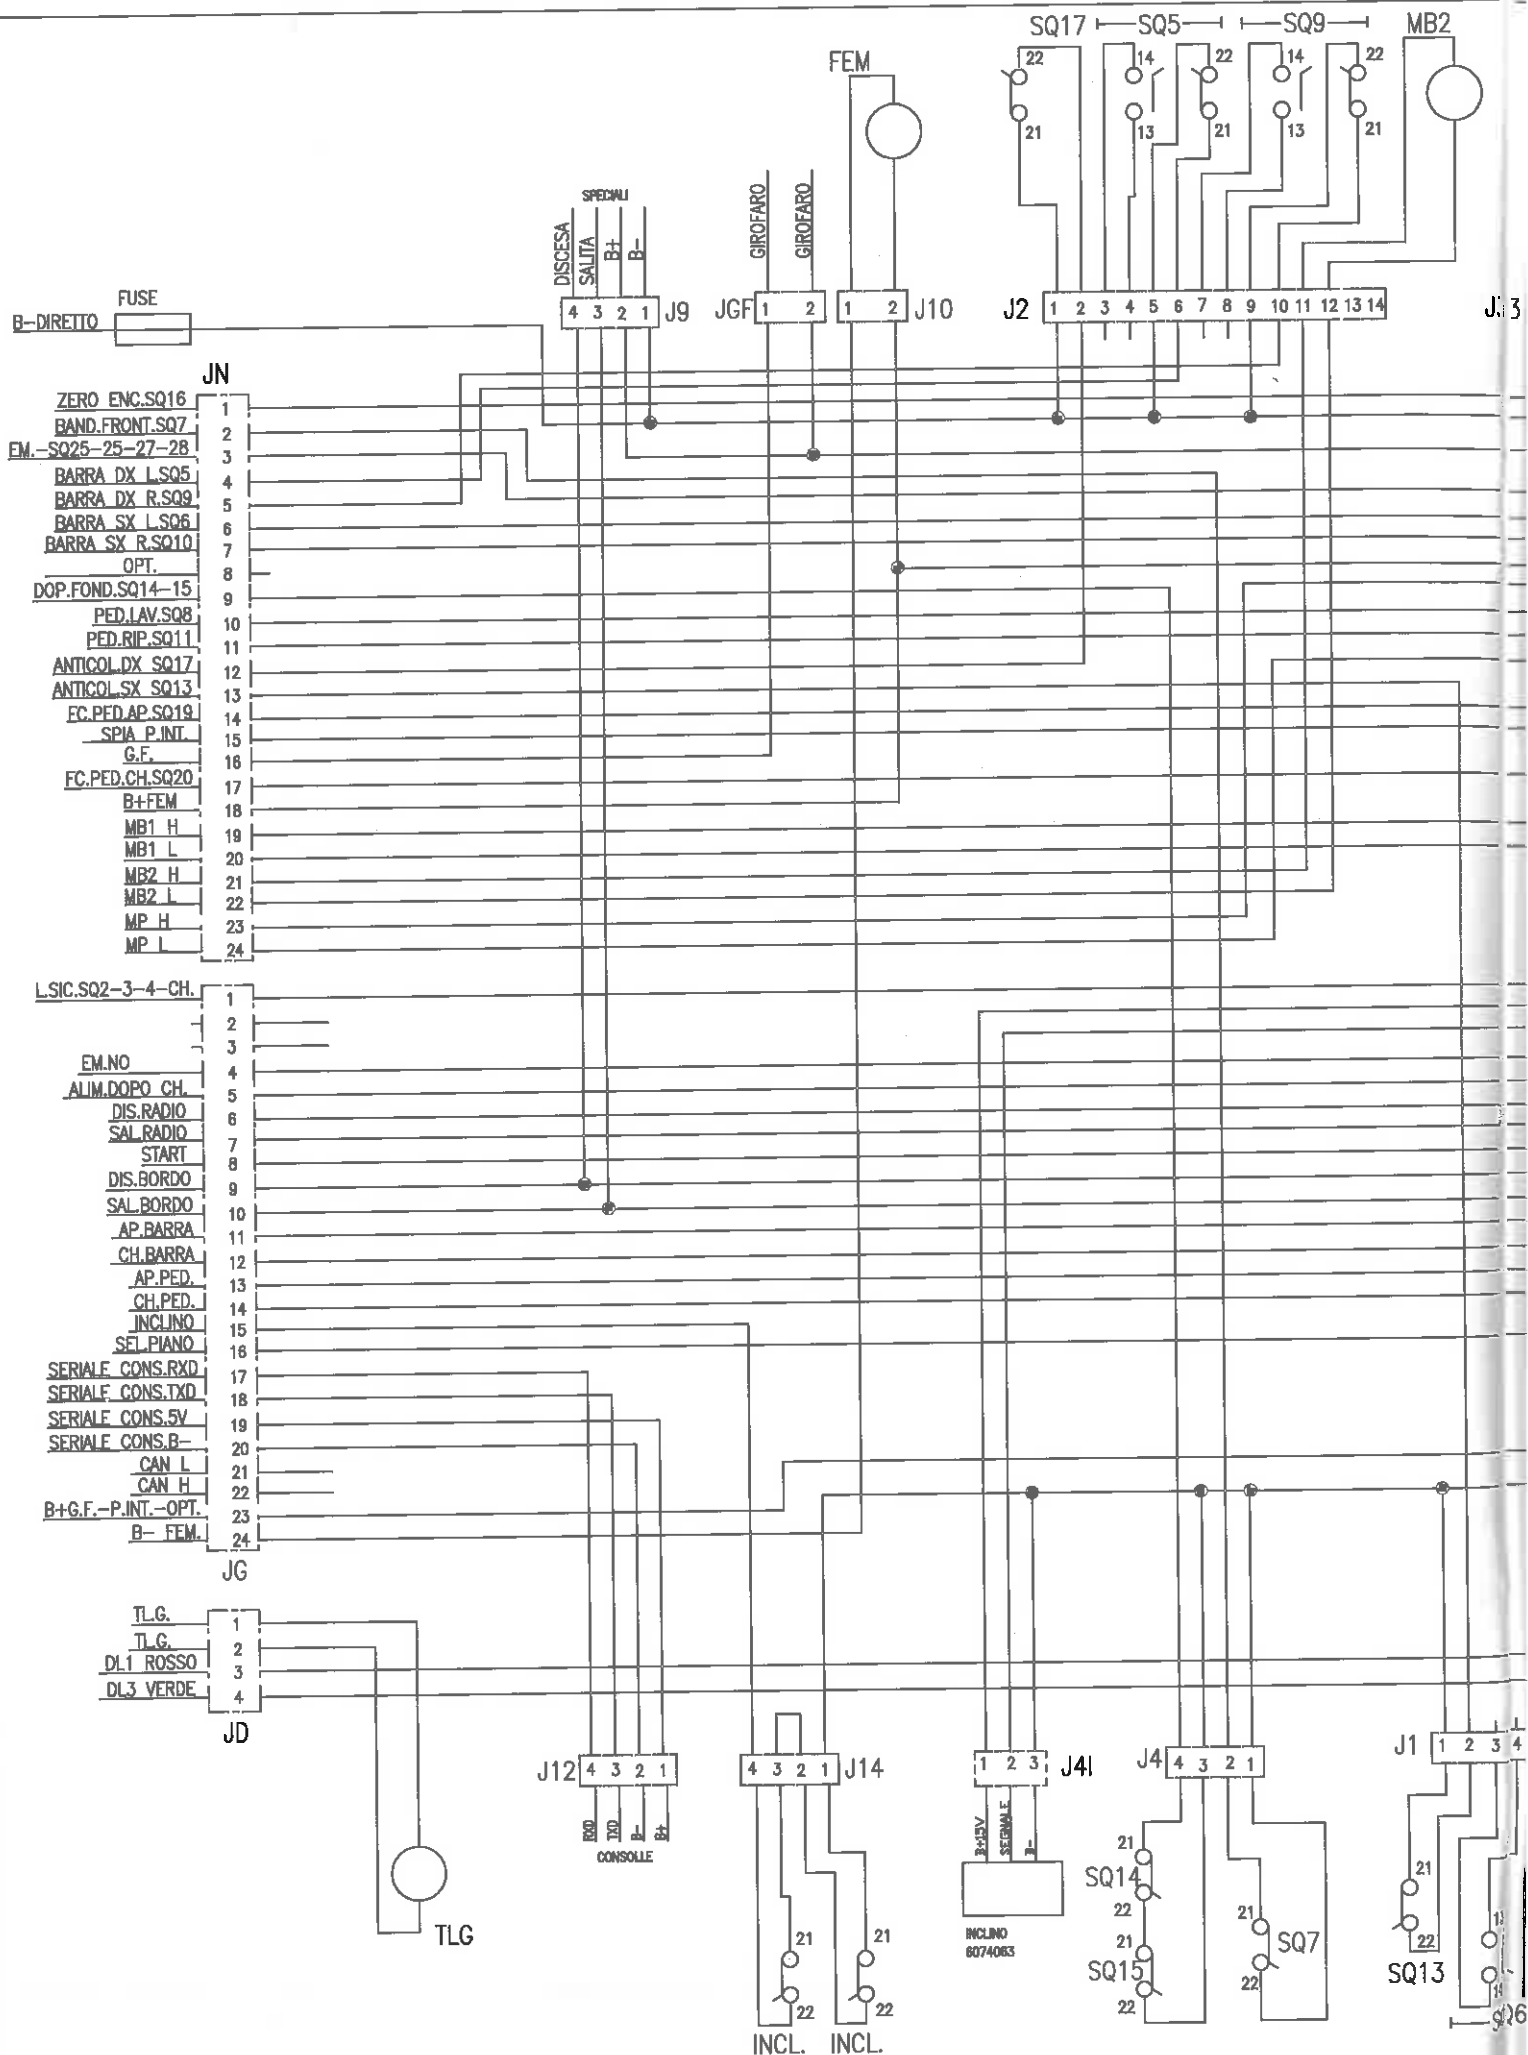 SQ17 SQ5 SQ9 MB2
FEM
22 14 22 14 22
21 13 21 13 21
SPECIALI
DISCESA
SALITA
B+
B-
GIROFARO
GIROFARO
FUSE
B-DIRETTO
4 3 2 1 J9
JGF 1 2
1 2 J10
J2 1 2 3 4 5 6 7 8 9 10 11 12 13 14
JN
ZERO ENC.SQ16 1
BAND.FRONT.SQ7 2
EM.-SQ25-25-27-28 3
BARRA DX L.SQ5 4
BARRA DX R.SQ9 5
BARRA SX L.SQ6 6
BARRA SX R.SQ10 7
OPT. 8
DOP.FOND.SQ14-15 9
PED.LAV.SQ8 10
PED.RIP.SQ11 11
ANTICOL.DX SQ17 12
ANTICOL.SX SQ13 13
FC.PED.AP.SQ19 14
SPIA P.INT. 15
G.F. 16
FC.PED.CH.SQ20 17
B+FEM 18
MB1 H 19
MB1 L 20
MB2 H 21
MB2 L 22
MP H 23
MP L 24
L.SIC.SQ2-3-4-CH. 1
2
3
EM.NO 4
ALIM.DOPO CH. 5
DIS.RADIO 6
SAL.RADIO 7
START 8
DIS.BORDO 9
SAL.BORDO 10
AP.BARRA 11
CH.BARRA 12
AP.PED. 13
CH.PED. 14
INCLINO 15
SEL.PIANO 16
SERIALE CONS.RXD 17
SERIALE CONS.TXD 18
SERIALE CONS.5V 19
SERIALE CONS.B- 20
CAN L 21
CAN H 22
B+G.F.-P.INT.-OPT. 23
B- FEM. 24
JG
TL.G. 1
TL.G. 2
DL1 ROSSO 3
DL3 VERDE 4
JD
J12 4 3 2 1
4 3 2 1 J14
1 2 3 J4I
J4 4 3 2 1
J1 1 2 3 4
RXD
TXD
B-
B+
CONSOLLE
B+15V
SEGNALE
B-
TLG
INCLINO
6074063
21
SQ14
22
21
SQ15
22
21
SQ7
22
21
22
SQ13
21 21
22 22
INCL. INCL.